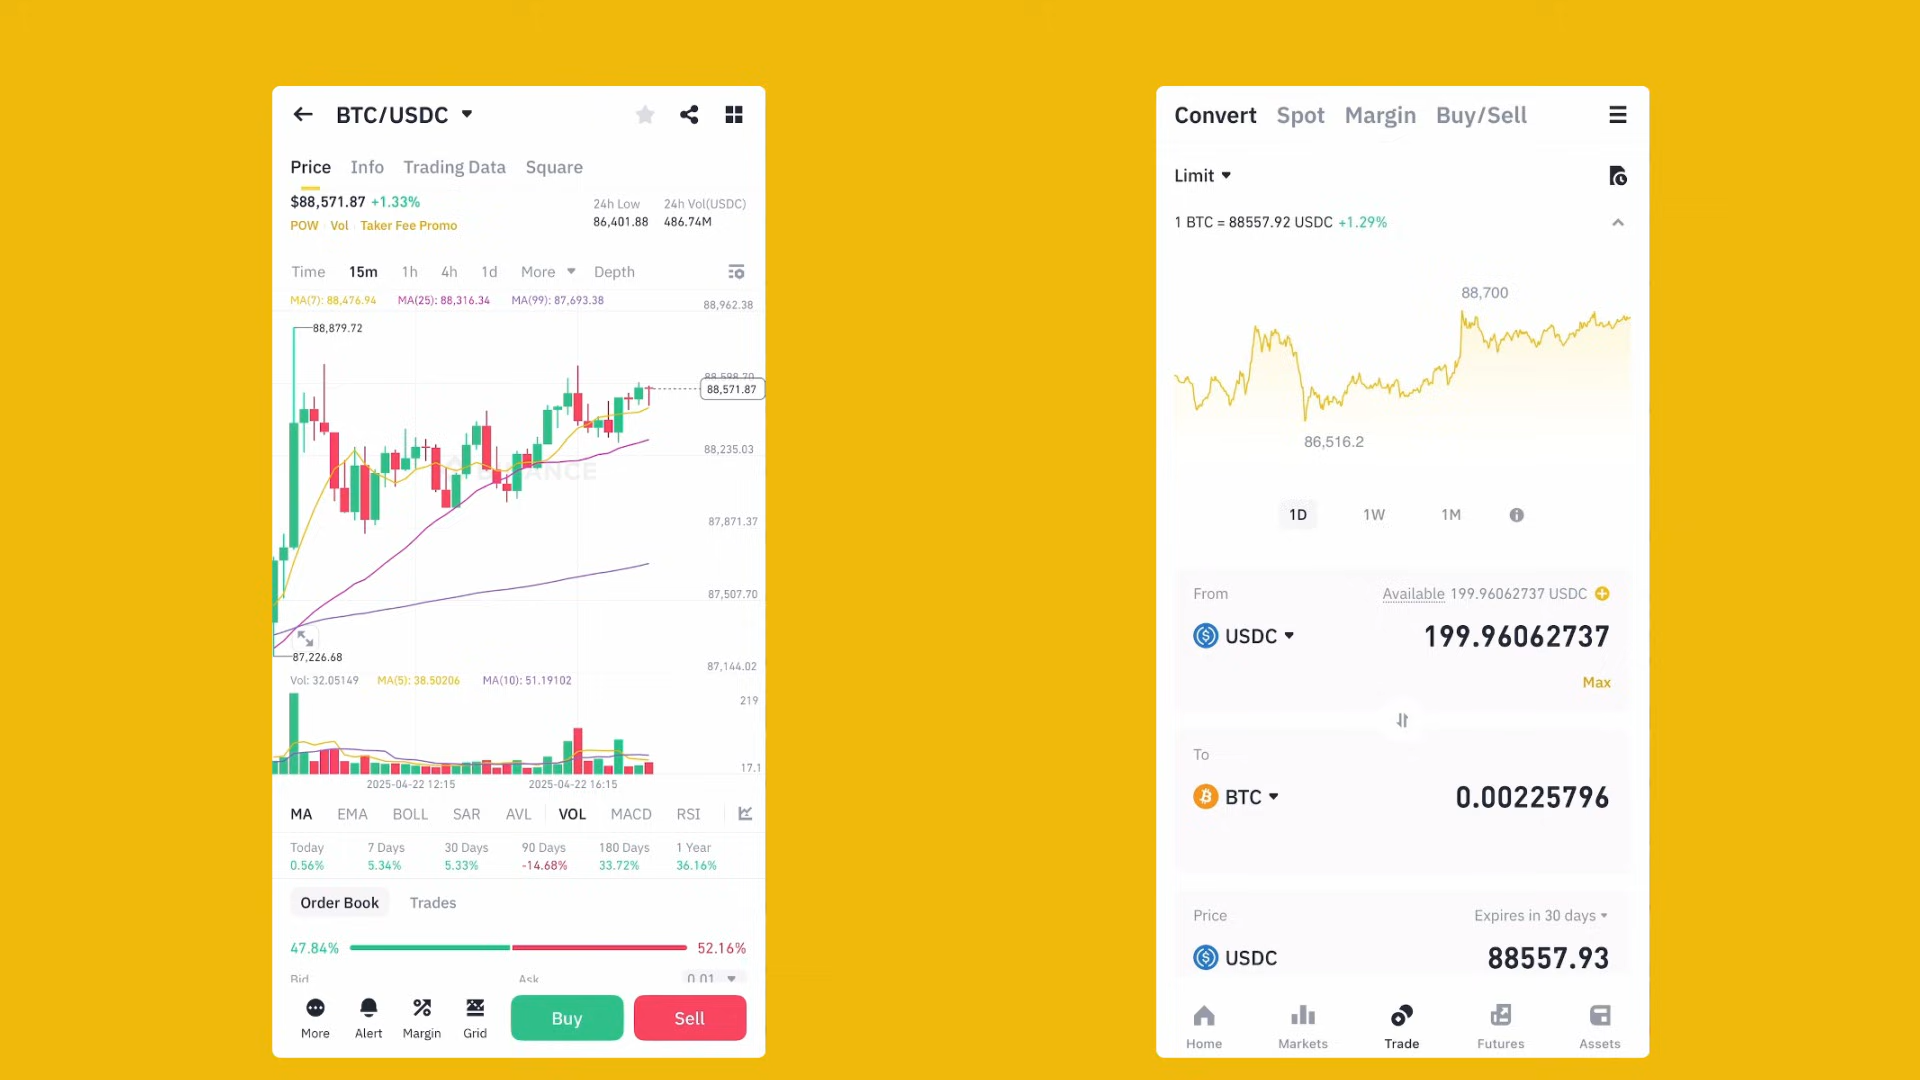 BTC/USDC
Price Info Trading Data Square
$88,571.87 +1.33%
24h Low 24h Vol(USDC)
86,401.88 486.74M
POW Vol Taker Fee Promo
Time 15m 1h 4h 1d More Depth
MA(7): 88,476.94 MA(25): 88,316.34 MA(99): 87,693.38
88,962.38
88,879.72
88,571.87
88,235.03
87,871.37
87,507.70
87,226.68
87,144.02
Vol: 32.05149 MA(5): 38.50206 MA(10): 51.19102
219
17.1
2025-04-22 12:15 2025-04-22 16:15
MA EMA BOLL SAR AVL VOL MACD RSI
Today 7 Days 30 Days 90 Days 180 Days 1 Year
0.56% 5.34% 5.33% -14.68% 33.72% 36.16%
Order Book Trades
47.84% 52.16%
Bid Ask 0.01
More Alert Margin Grid Buy Sell
Convert Spot Margin Buy/Sell
Limit
1 BTC = 88557.92 USDC +1.29%
88,700
86,516.2
1D 1W 1M
From Available 199.96062737 USDC
USDC 199.96062737
Max
To
BTC 0.00225796
Price Expires in 30 days
USDC 88557.93
Home Markets Trade Futures Assets